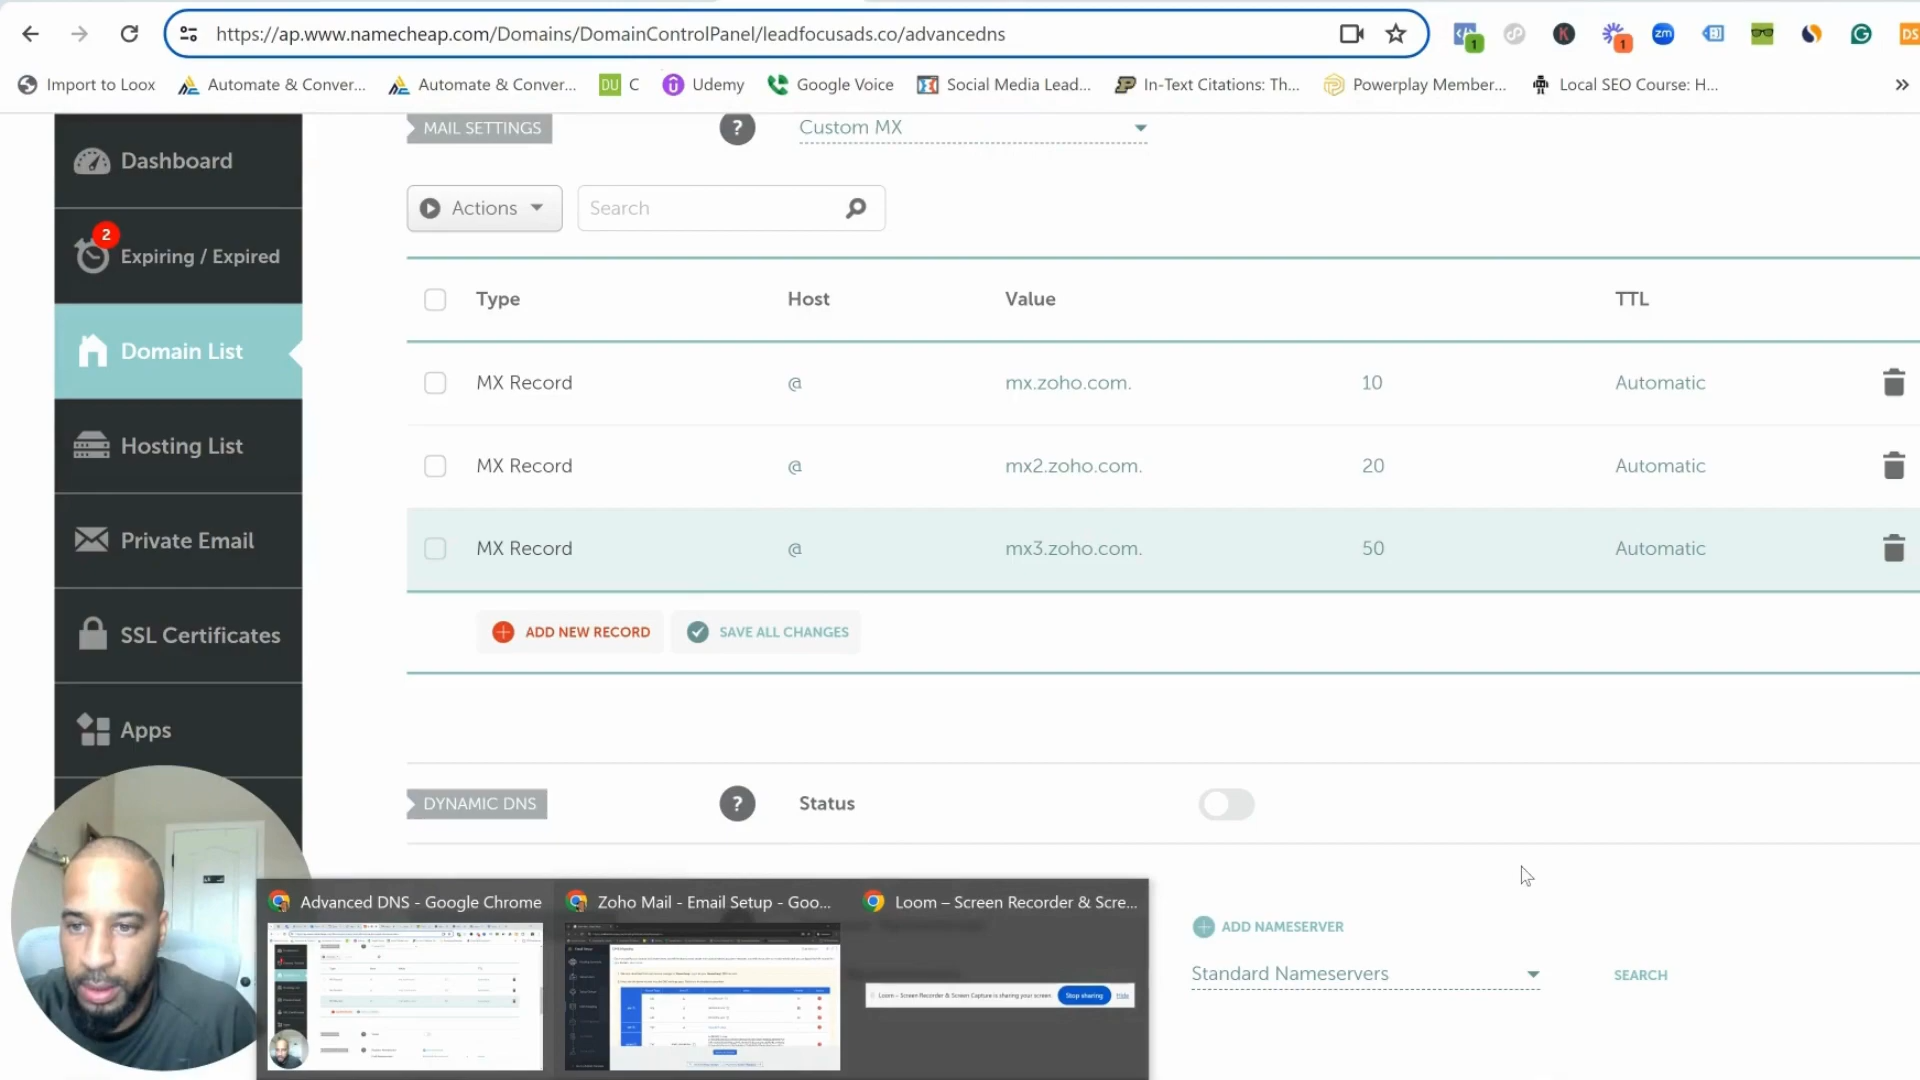 https://ap.www.namecheap.com/Domains/DomainControlPanel/leadfocusads.co/advancedns
1
K
1
zm
DS
Import to Loox
Automate & Conver...
Automate & Conver...
DU C
Udemy
Google Voice
Social Media Lead...
In-Text Citations: Th...
Powerplay Member...
Local SEO Course: H...
»
Dashboard
2
Expiring / Expired
Domain List
Hosting List
Private Email
SSL Certificates
Apps
MAIL SETTINGS
?
Custom MX
Actions
Search
Type Host Value TTL
MX Record @ mx.zoho.com. 10 Automatic
MX Record @ mx2.zoho.com. 20 Automatic
MX Record @ mx3.zoho.com. 50 Automatic
ADD NEW RECORD
SAVE ALL CHANGES
DYNAMIC DNS
?
Status
ADD NAMESERVER
Standard Nameservers
SEARCH
Advanced DNS - Google Chrome
Zoho Mail - Email Setup - Goo...
Loom – Screen Recorder & Scre...
Loom – Screen Recorder & Screen Capture is sharing your screen.
Stop sharing
Hide